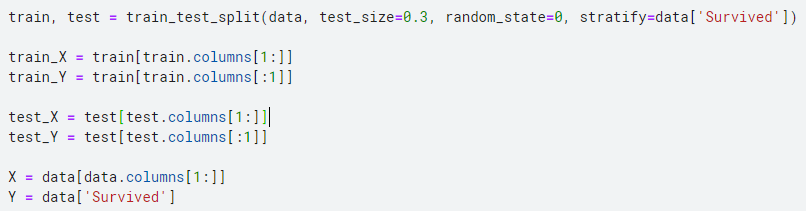 train, test = train_test_split(data, test_size=0.3, random_state=0, stratify=data['Survived'])
train_X = train[train.columns[1:]]
train_Y = train[train.columns[:1]]
test_X = test[test.columns[1:]]
test_Y = test[test.columns[:1]]
X = data[data.columns[1:]]
Y = data['Survived']